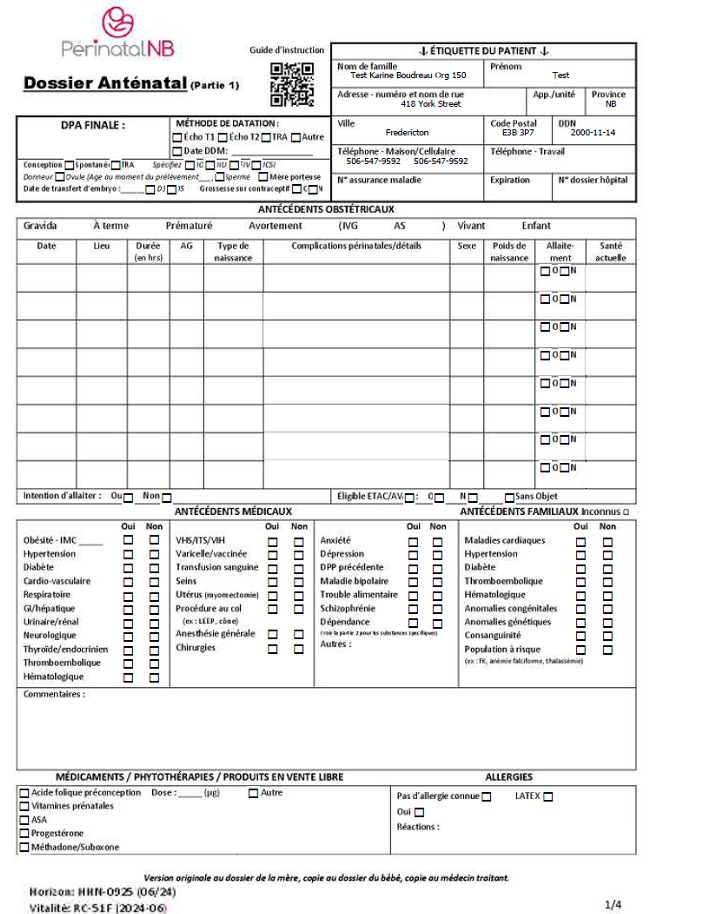 PérinatalNB
Guide d'instruction
Dossier Anténatal (Partie 1)
↓ ÉTIQUETTE DU PATIENT ↓
Nom de famille Prénom
Test Karine Boudreau Org 150 Test
Adresse - numéro et nom de rue App./unité Province
418 York Street NB
DPA FINALE : MÉTHODE DE DATATION :
☐ Écho T1 ☐ Écho T2 ☐ TRA ☐ Autre
☐ Date DDM: ____________
Ville Code Postal DDN
Fredericton E3B 3P7 2000-11-14
Téléphone - Maison/Cellulaire Téléphone - Travail
506-547-9592 506-547-9592
N° assurance maladie Expiration N° dossier hôpital
Conception ☐ Spontané ☐ TRA Spécifiez ☐ IC ☐ IIU ☐ FIV ☐ ICSI
Donneur ☐ Ovule (Age au moment du prélèvement___; ☐ Sperme ☐ Mère porteuse
Date de transfert d'embryo :_____ ☐ D3 ☐ D5 Grossesse sur contraceptif ☐ O ☐ N
ANTÉCÉDENTS OBSTÉTRICAUX
Gravida À terme Prématuré Avortement (IVG AS ) Vivant Enfant
Date Lieu Durée (en hrs) AG Type de naissance Complications périnatales/détails Sexe Poids de naissance Allaite-ment Santé actuelle
☐ O ☐ N
☐ O ☐ N
☐ O ☐ N
☐ O ☐ N
☐ O ☐ N
☐ O ☐ N
☐ O ☐ N
☐ O ☐ N
Intention d'allaiter : Ou ☐ Non ☐ Eligible ETAC/AV ☐ : O ☐ N ☐ ☐ Sans Objet
ANTÉCÉDENTS MÉDICAUX
Oui Non
Obésité - IMC _____
Hypertension
Diabète
Cardio-vasculaire
Respiratoire
GI/hépatique
Urinaire/rénal
Neurologique
Thyroïde/endocrinien
Thromboembolique
Hématologique
Oui Non
VHS/ITS/VIH
Varicelle/vaccinée
Transfusion sanguine
Seins
Utérus (myomectomie)
Procédure au col
(ex : LEEP, cône)
Anesthésie générale
Chirurgies
Oui Non
Anxiété
Dépression
DPP précédente
Maladie bipolaire
Trouble alimentaire
Schizophrénie
Dépendance
(Voir la partie 2 pour les substances specifiques)
Autres :
ANTÉCÉDENTS FAMILIAUX Inconnus ☐
Oui Non
Maladies cardiaques
Hypertension
Diabète
Thromboembolique
Hématologique
Anomalies congénitales
Anomalies génétiques
Consanguinité
Population à risque
(ex : FK, anémie falciforme, thalassémie)
Commentaires :
MÉDICAMENTS / PHYTOTHÉRAPIES / PRODUITS EN VENTE LIBRE
☐ Acide folique préconception Dose :_____ (µg) ☐ Autre
☐ Vitamines prénatales
☐ ASA
☐ Progestérone
☐ Méthadone/Suboxone
ALLERGIES
Pas d'allergie connue ☐ LATEX ☐
Oui ☐
Réactions :
Version originale au dossier de la mère, copie au dossier du bébé, copie au médecin traitant.
Horizon: HHN-0925 (06/24)
Vitalité: RC-51F (2024-06)
1/4